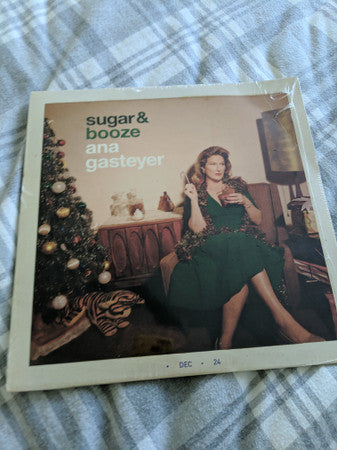 sugar &
booze
ana
gasteyer
• DEC • 24